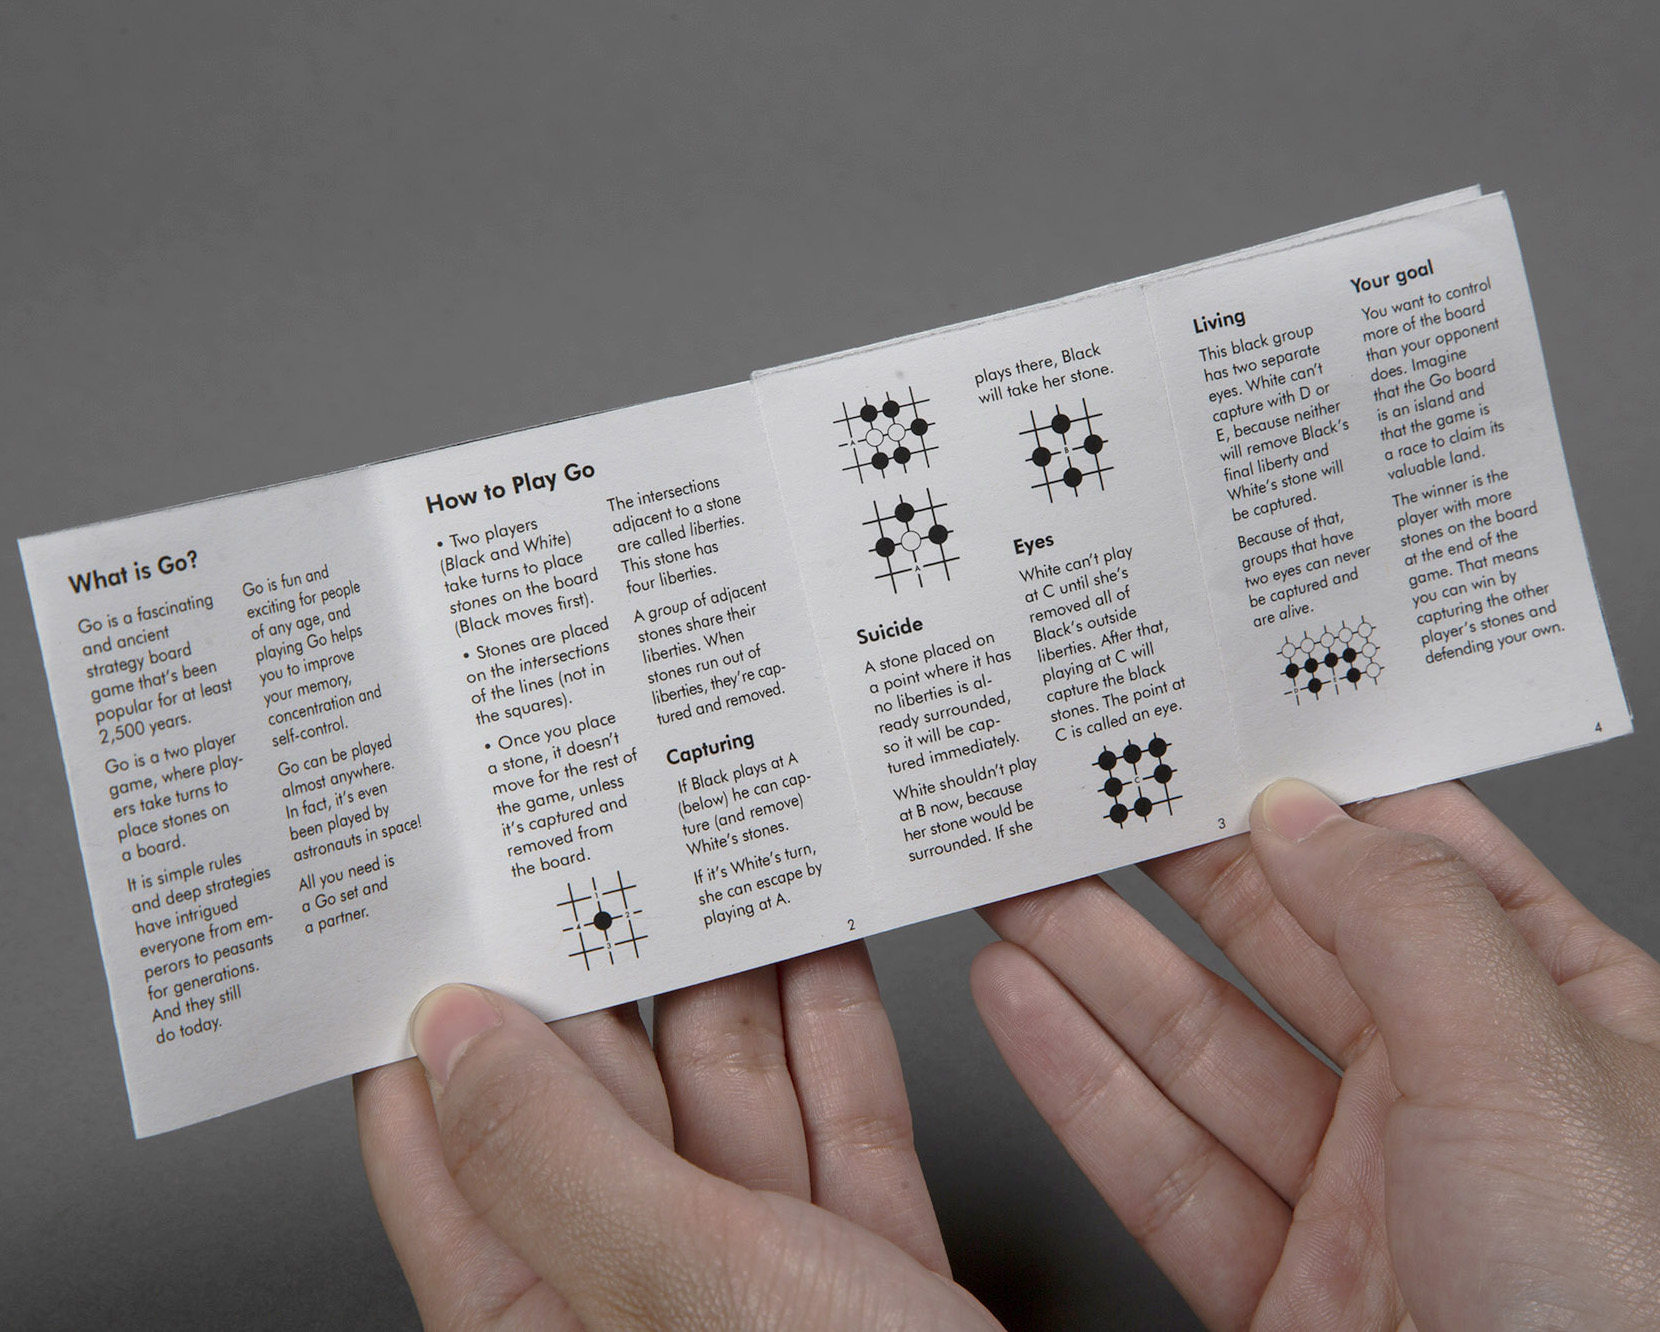 What is Go?
Go is a fascinating
and ancient
strategy board
game that's been
popular for at least
2,500 years.
Go is a two player
game, where play-
ers take turns to
place stones on
a board.
It is simple rules
and deep strategies
have intrigued
everyone from em-
perors to peasants
for generations.
And they still
do today.
Go is fun and
exciting for people
of any age, and
playing Go helps
you to improve
your memory,
concentration and
self-control.
Go can be played
almost anywhere.
In fact, it's even
been played by
astronauts in space!
All you need is
a Go set and
a partner.
How to Play Go
• Two players
(Black and White)
take turns to place
stones on the board
(Black moves first).
• Stones are placed
on the intersections
of the lines (not in
the squares).
• Once you place
a stone, it doesn't
move for the rest of
the game, unless
it's captured and
removed from
the board.
1
2
4
3
The intersections
adjacent to a stone
are called liberties.
This stone has
four liberties.
A group of adjacent
stones share their
liberties. When
stones run out of
liberties, they're cap-
tured and removed.
Capturing
If Black plays at A
(below) he can cap-
ture (and remove)
White's stones.
If it's White's turn,
she can escape by
playing at A.
2
A
A
Suicide
A stone placed on
a point where it has
no liberties is al-
ready surrounded,
so it will be cap-
tured immediately.
White shouldn't play
at B now, because
her stone would be
surrounded. If she
plays there, Black
will take her stone.
B
Eyes
White can't play
at C until she's
removed all of
Black's outside
liberties. After that,
playing at C will
capture the black
stones. The point at
C is called an eye.
C
3
Living
This black group
has two separate
eyes. White can't
capture with D or
E, because neither
will remove Black's
final liberty and
White's stone will
be captured.
Because of that,
groups that have
two eyes can never
be captured and
are alive.
D
Your goal
You want to control
more of the board
than your opponent
does. Imagine
that the Go board
is an island and
that the game is
a race to claim its
valuable land.
The winner is the
player with more
stones on the board
at the end of the
game. That means
you can win by
capturing the other
player's stones and
defending your own.
4